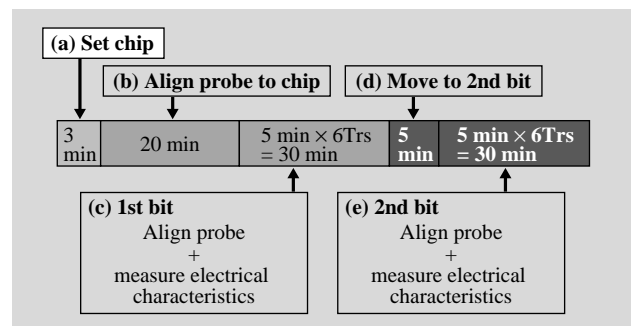 (a) Set chip
(b) Align probe to chip
(d) Move to 2nd bit
3
min
20 min
5 min × 6Trs
= 30 min
5
min
5 min × 6Trs
= 30 min
(c) 1st bit
Align probe
+
measure electrical
characteristics
(e) 2nd bit
Align probe
+
measure electrical
characteristics